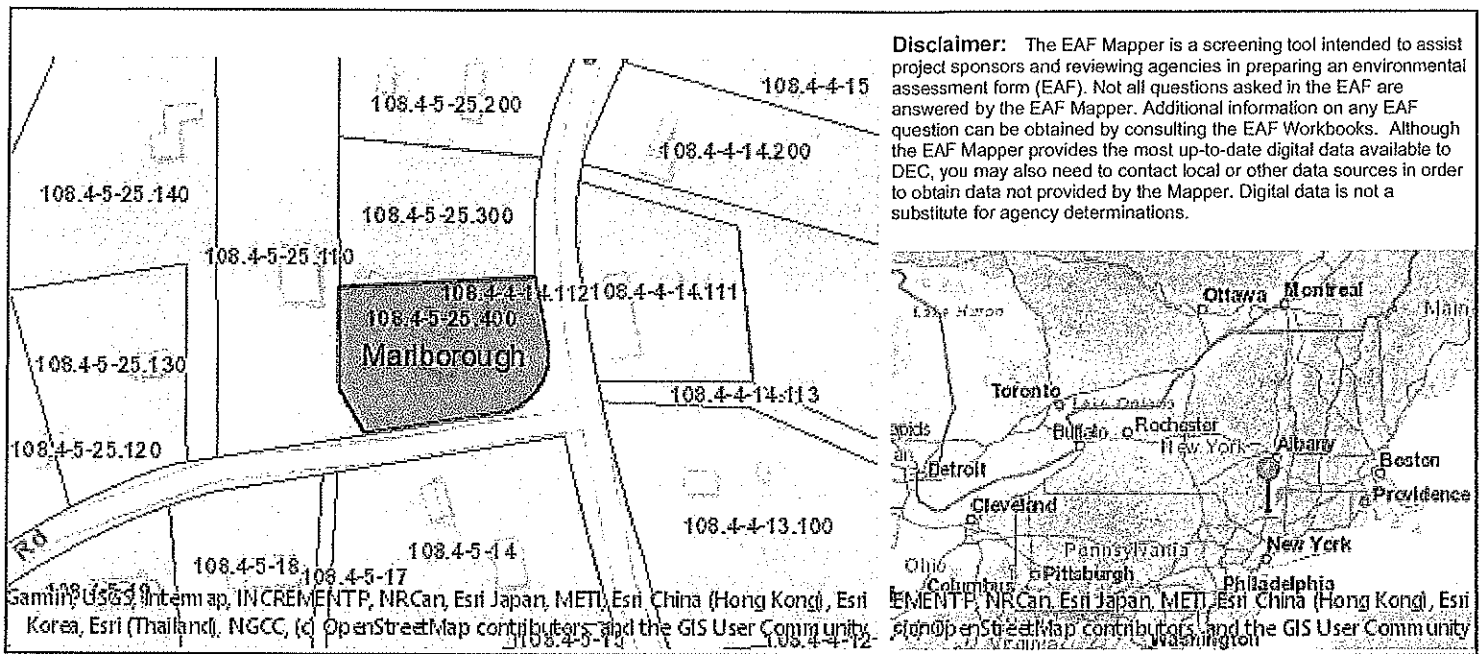 Disclaimer: The EAF Mapper is a screening tool intended to assist
project sponsors and reviewing agencies in preparing an environmental
assessment form (EAF). Not all questions asked in the EAF are
answered by the EAF Mapper. Additional information on any EAF
question can be obtained by consulting the EAF Workbooks. Although
the EAF Mapper provides the most up-to-date digital data available to
DEC, you may also need to contact local or other data sources in order
to obtain data not provided by the Mapper. Digital data is not a
substitute for agency determinations.
108.4-4-15
108.4-5-25.200
108.4-4-14.200
108.4-5-25.140
108.4-5-25.300
108.4-5-25.110
108.4-4-14.112
108.4-4-14.111
108.4-5-25.400
Marlborough
108.4-5-25.130
108.4-4-14.113
108.4-5-25.120
108.4-4-13.100
Rd
108.4-5-14
108.4-5-18
108.4-5-17
Garmin, USGS, Intermap, INCREMENT P, NRCan, Esri Japan, METI, Esri China (Hong Kong), Esri
Korea, Esri (Thailand), NGCC, (c) OpenStreetMap contributors, and the GIS User Community
108.4-4-12
Ottawa
Montreal
Main
Lake Huron
Toronto
Lake Ontario
apids
Buffalo
Rochester
New York
Albany
Detroit
Boston
Providence
Cleveland
Pennsylvania
New York
Ohio
Pittsburgh
Columbus
Philadelphia
EMENT P, NRCan, Esri Japan, METI, Esri China (Hong Kong), Esri
OpenStreetMap contributors, and the GIS User Community
Washington